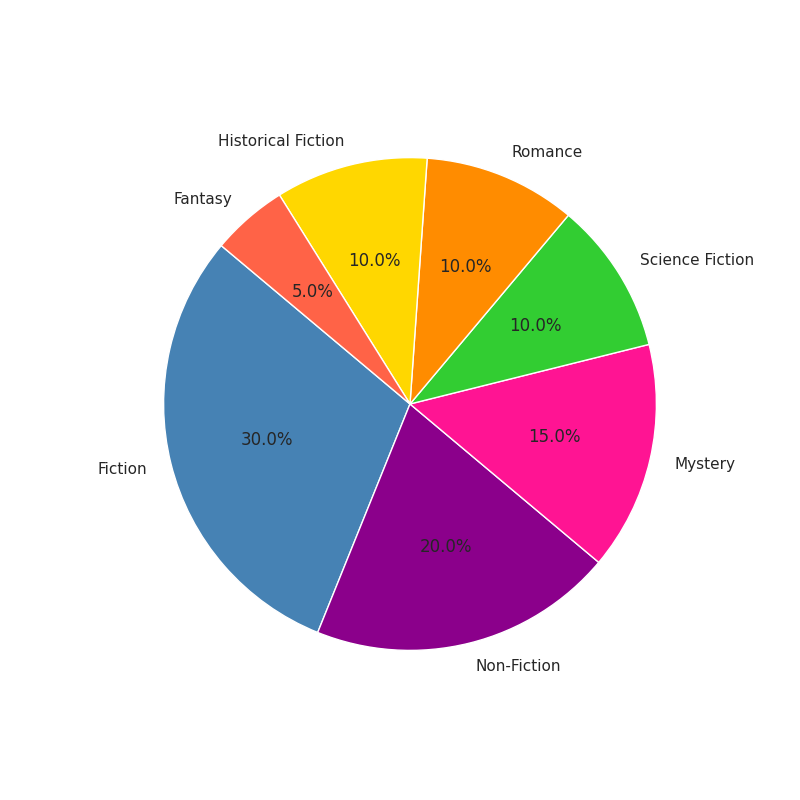 Historical Fiction
Romance
Fantasy
Science Fiction
10.0%
10.0%
5.0%
10.0%
Fiction
30.0%
15.0%
Mystery
20.0%
Non-Fiction